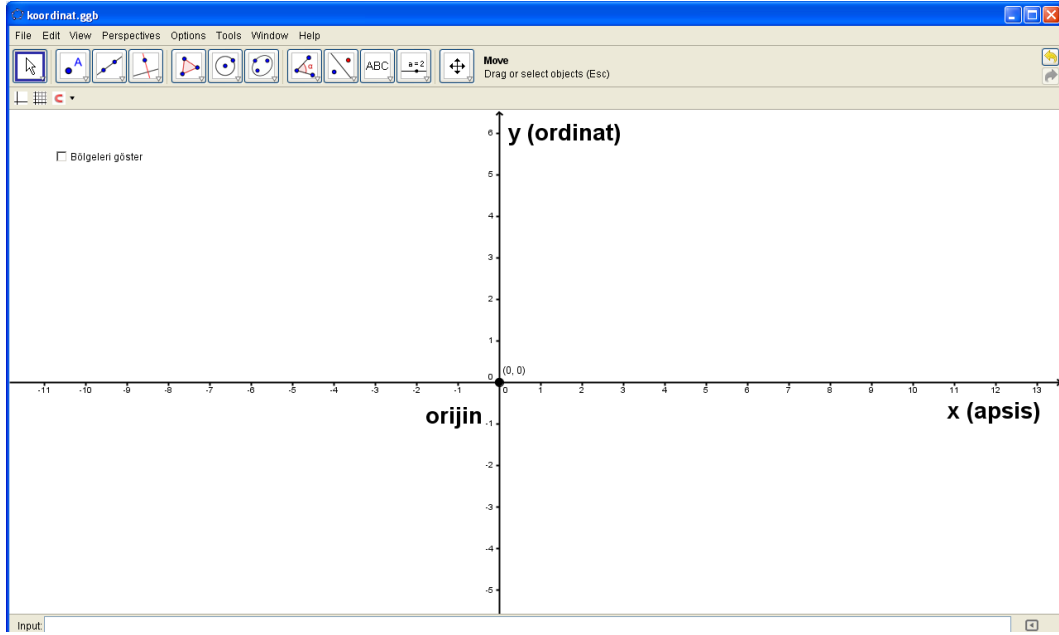 koordinat.ggb
File Edit View Perspectives Options Tools Window Help
A
ABC
a=2
Move
Drag or select objects (Esc)
Bölgeleri göster
y (ordinat)
6
5
4
3
2
1
0
(0, 0)
-11 -10 -9 -8 -7 -6 -5 -4 -3 -2 -1 0 1 2 3 4 5 6 7 8 9 10 11 12 13
orijin
x (apsis)
-1
-2
-3
-4
-5
Input: